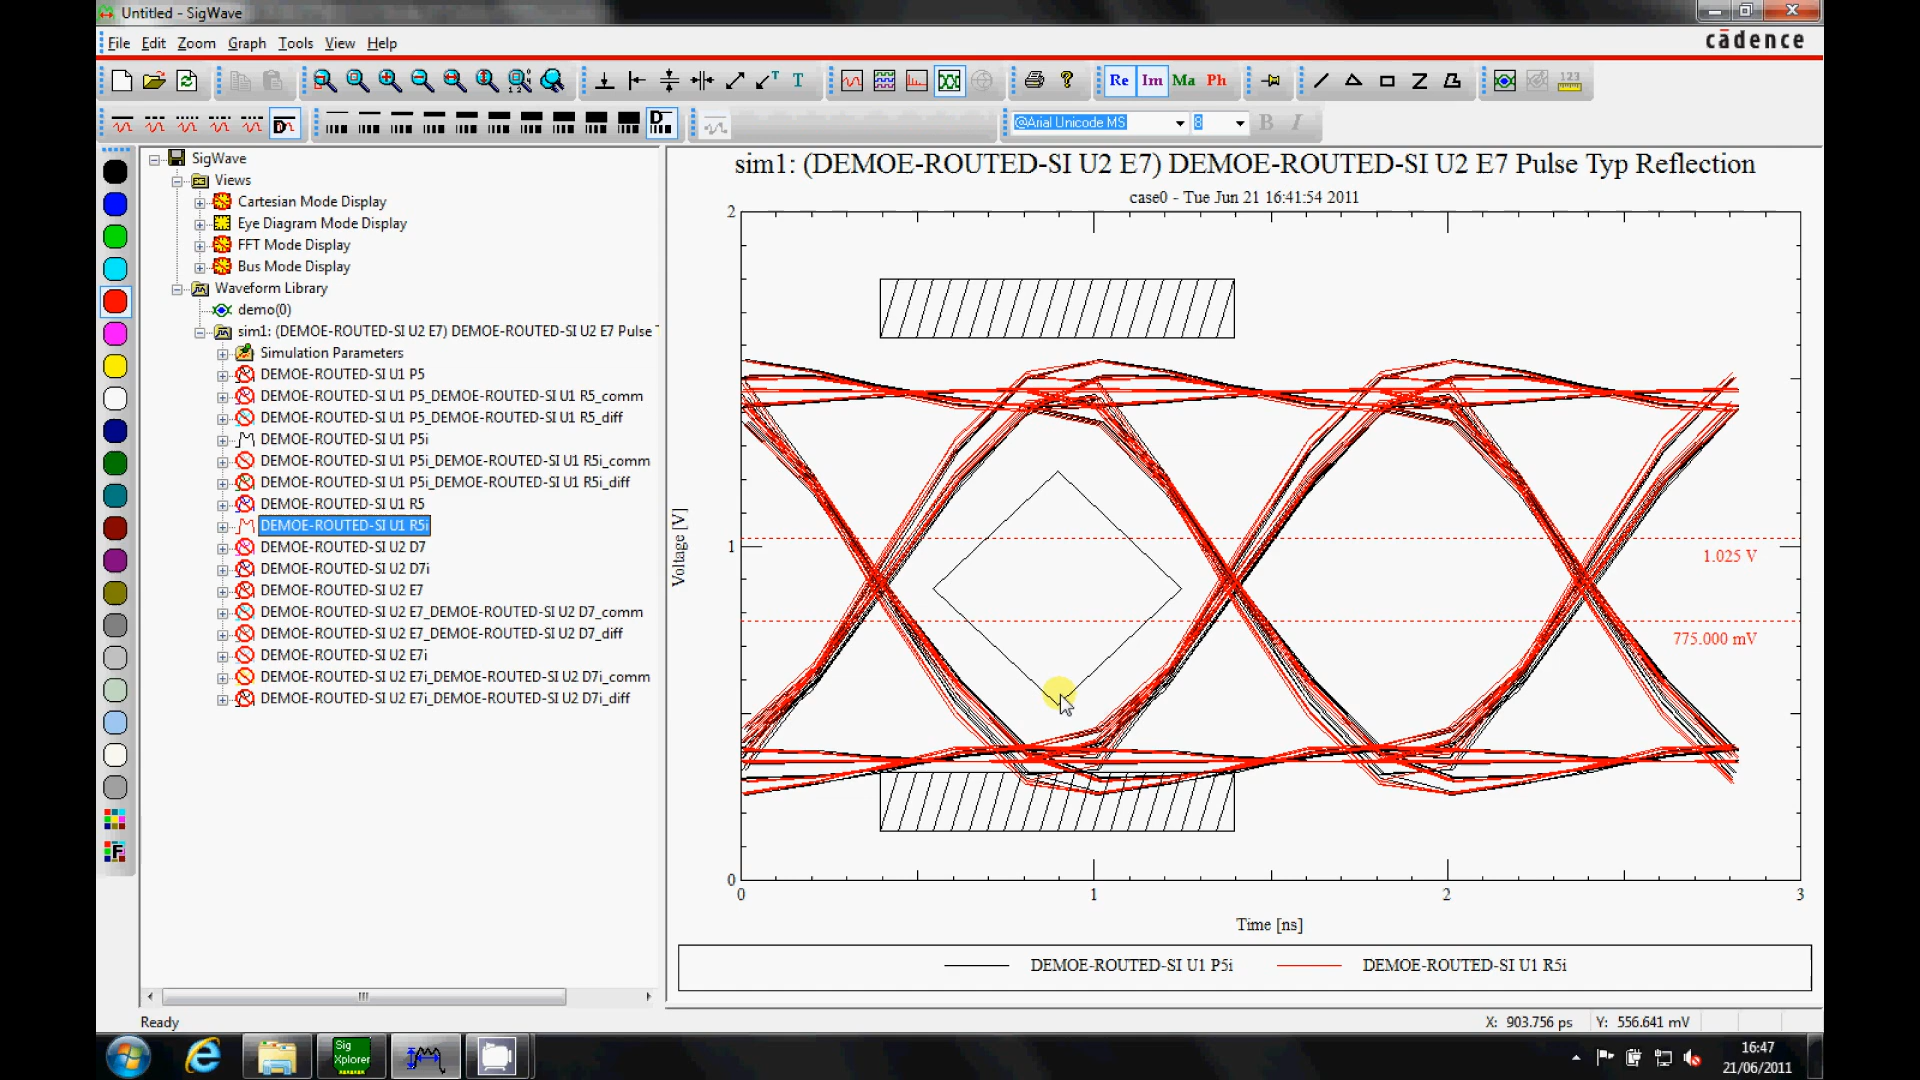 Untitled - SigWave
File Edit Zoom Graph Tools View Help
cādence
Re Im Ma Ph
@Arial Unicode MS 8 B I
SigWave
Views
Cartesian Mode Display
Eye Diagram Mode Display
FFT Mode Display
Bus Mode Display
Waveform Library
demo(0)
sim1: (DEMOE-ROUTED-SI U2 E7) DEMOE-ROUTED-SI U2 E7 Pulse
Simulation Parameters
DEMOE-ROUTED-SI U1 P5
DEMOE-ROUTED-SI U1 P5_DEMOE-ROUTED-SI U1 R5_comm
DEMOE-ROUTED-SI U1 P5_DEMOE-ROUTED-SI U1 R5_diff
DEMOE-ROUTED-SI U1 P5i
DEMOE-ROUTED-SI U1 P5i_DEMOE-ROUTED-SI U1 R5i_comm
DEMOE-ROUTED-SI U1 P5i_DEMOE-ROUTED-SI U1 R5i_diff
DEMOE-ROUTED-SI U1 R5
DEMOE-ROUTED-SI U1 R5i
DEMOE-ROUTED-SI U2 D7
DEMOE-ROUTED-SI U2 D7i
DEMOE-ROUTED-SI U2 E7
DEMOE-ROUTED-SI U2 E7_DEMOE-ROUTED-SI U2 D7_comm
DEMOE-ROUTED-SI U2 E7_DEMOE-ROUTED-SI U2 D7_diff
DEMOE-ROUTED-SI U2 E7i
DEMOE-ROUTED-SI U2 E7i_DEMOE-ROUTED-SI U2 D7i_comm
DEMOE-ROUTED-SI U2 E7i_DEMOE-ROUTED-SI U2 D7i_diff
sim1: (DEMOE-ROUTED-SI U2 E7) DEMOE-ROUTED-SI U2 E7 Pulse Typ Reflection
case0 - Tue Jun 21 16:41:54 2011
2
1
0
Voltage [V]
1.025 V
775.000 mV
0 1 2 3
Time [ns]
DEMOE-ROUTED-SI U1 P5i DEMOE-ROUTED-SI U1 R5i
Ready
X: 903.756 ps Y: 556.641 mV
Sig
Xplorer
16:47
21/06/2011